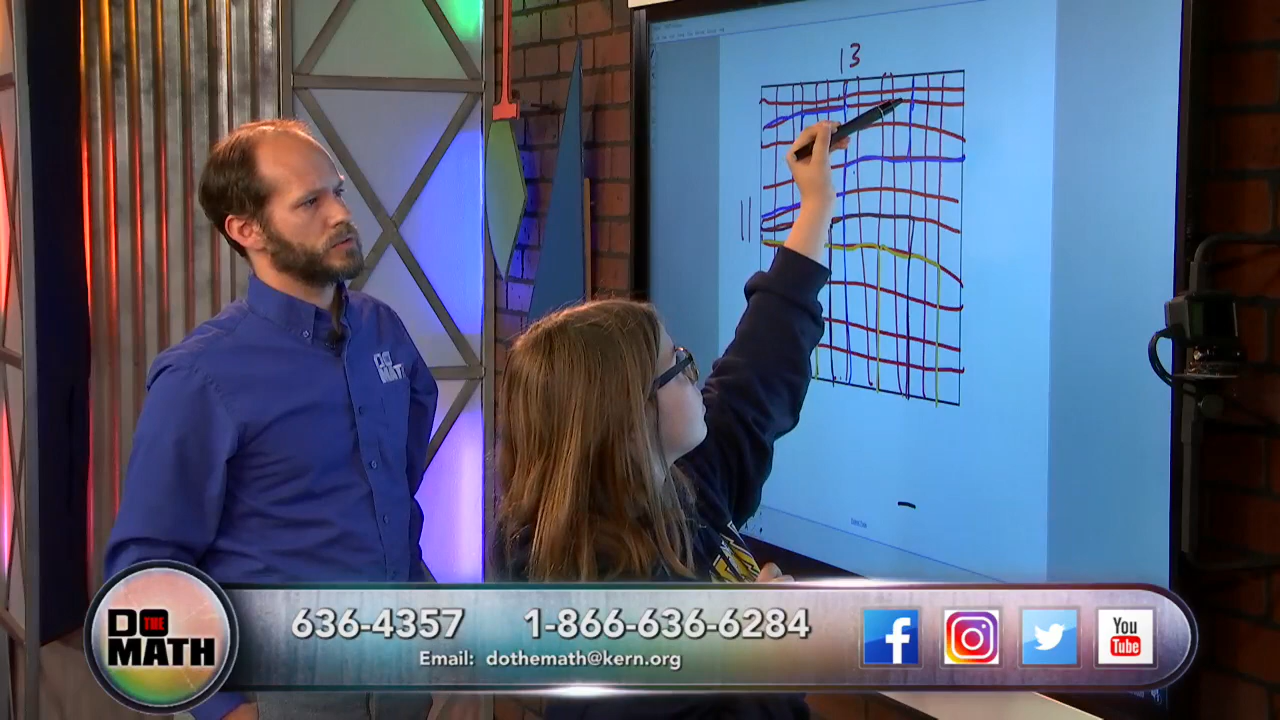 13
11
DO
MATH
DO THE
MATH
636-4357 1-866-636-6284
Email: dothemath@kern.org
You
Tube